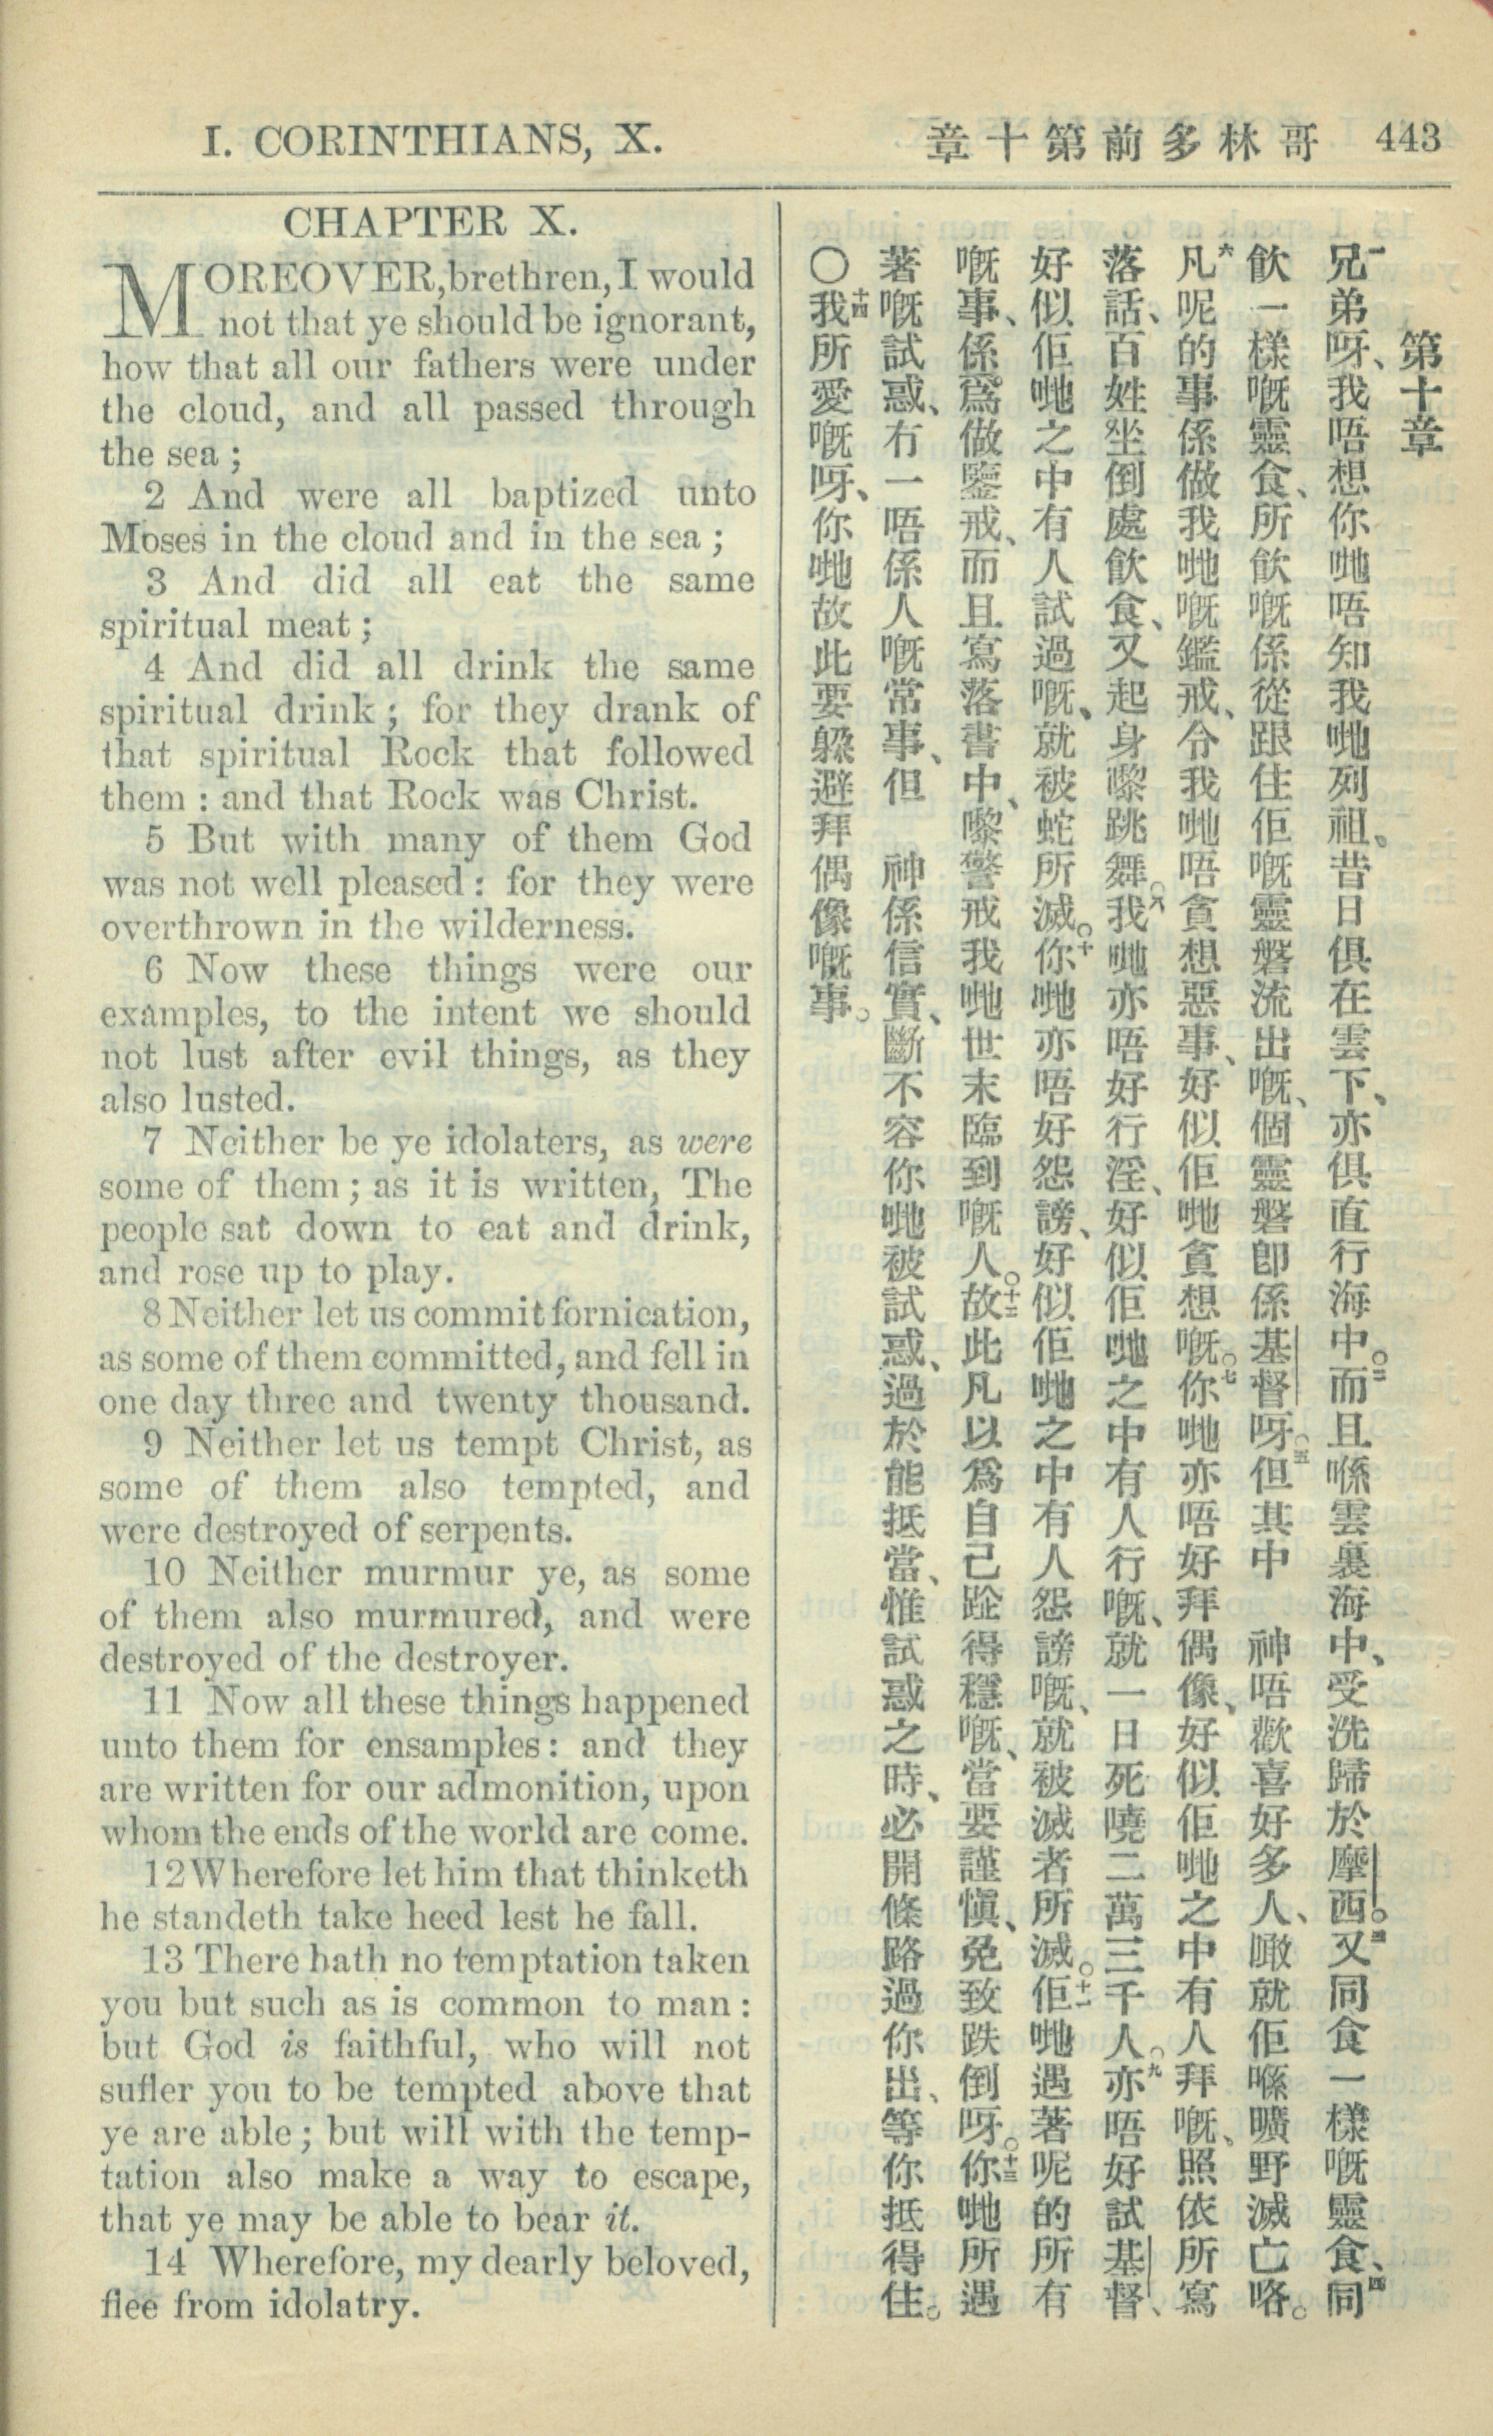 I. CORINTHIANS, X.
章十第前多林哥 443
CHAPTER X.
MOREOVER, brethren, I would
not that ye should be ignorant,
how that all our fathers were under
the cloud, and all passed through
the sea ;
2 And were all baptized unto
Moses in the cloud and in the sea ;
3 And did all eat the same
spiritual meat ;
4 And did all drink the same
spiritual drink ; for they drank of
that spiritual Rock that followed
them : and that Rock was Christ.
5 But with many of them God
was not well pleased : for they were
overthrown in the wilderness.
6 Now these things were our
examples, to the intent we should
not lust after evil things, as they
also lusted.
7 Neither be ye idolaters, as were
some of them ; as it is written, The
people sat down to eat and drink,
and rose up to play.
8 Neither let us commit fornication,
as some of them committed, and fell in
one day three and twenty thousand.
9 Neither let us tempt Christ, as
some of them also tempted, and
were destroyed of serpents.
10 Neither murmur ye, as some
of them also murmured, and were
destroyed of the destroyer.
11 Now all these things happened
unto them for ensamples : and they
are written for our admonition, upon
whom the ends of the world are come.
12 Wherefore let him that thinketh
he standeth take heed lest he fall.
13 There hath no temptation taken
you but such as is common to man :
but God is faithful, who will not
suffer you to be tempted above that
ye are able ; but will with the temp-
tation also make a way to escape,
that ye may be able to bear it.
14 Wherefore, my dearly beloved,
flee from idolatry.
第十章
一兄弟呀、我唔想你哋唔知我哋列祖、昔日俱在雲下、亦俱直行海中。二而且喺雲裏海中、受洗歸於摩西。三又同食一樣嘅靈食、四同
飲一樣嘅靈食、所飲嘅係從跟住佢嘅靈磐流出嘅、個靈磐卽係基督呀。五但其中 神唔歡喜好多人、噉就佢喺曠野滅亡咯。
六凡呢的事係做我哋嘅鑑戒、令我哋唔貪想惡事、好似佢哋貪想嘅。七你哋亦唔好拜偶像、好似佢哋之中有人拜嘅、照依所寫
落話、百姓坐倒處飲食、又起身嚟跳舞。八我哋亦唔好行淫、好似佢哋之中有人行嘅、就一日死嘵二萬三千人。九亦唔好試基督、
好似佢哋之中有人試過嘅、就被蛇所滅。十你哋亦唔好怨謗、好似佢哋之中有人怨謗嘅、就被滅者所滅。十一佢哋遇著呢的所有
嘅事、係爲做鑒戒、而且寫落書中、嚟警戒我哋世末臨到嘅人。十二故此凡以爲自己跕得穩嘅、當要謹愼、免致跌倒呀。十三你哋所遇
著嘅試惑、冇一唔係人嘅常事、但 神係信實、斷不容你哋被試惑、過於能抵當、惟試惑之時、必開條路過你出、等你抵得住。
○十四我所愛嘅呀、你哋故此要躱避拜偶像嘅事。